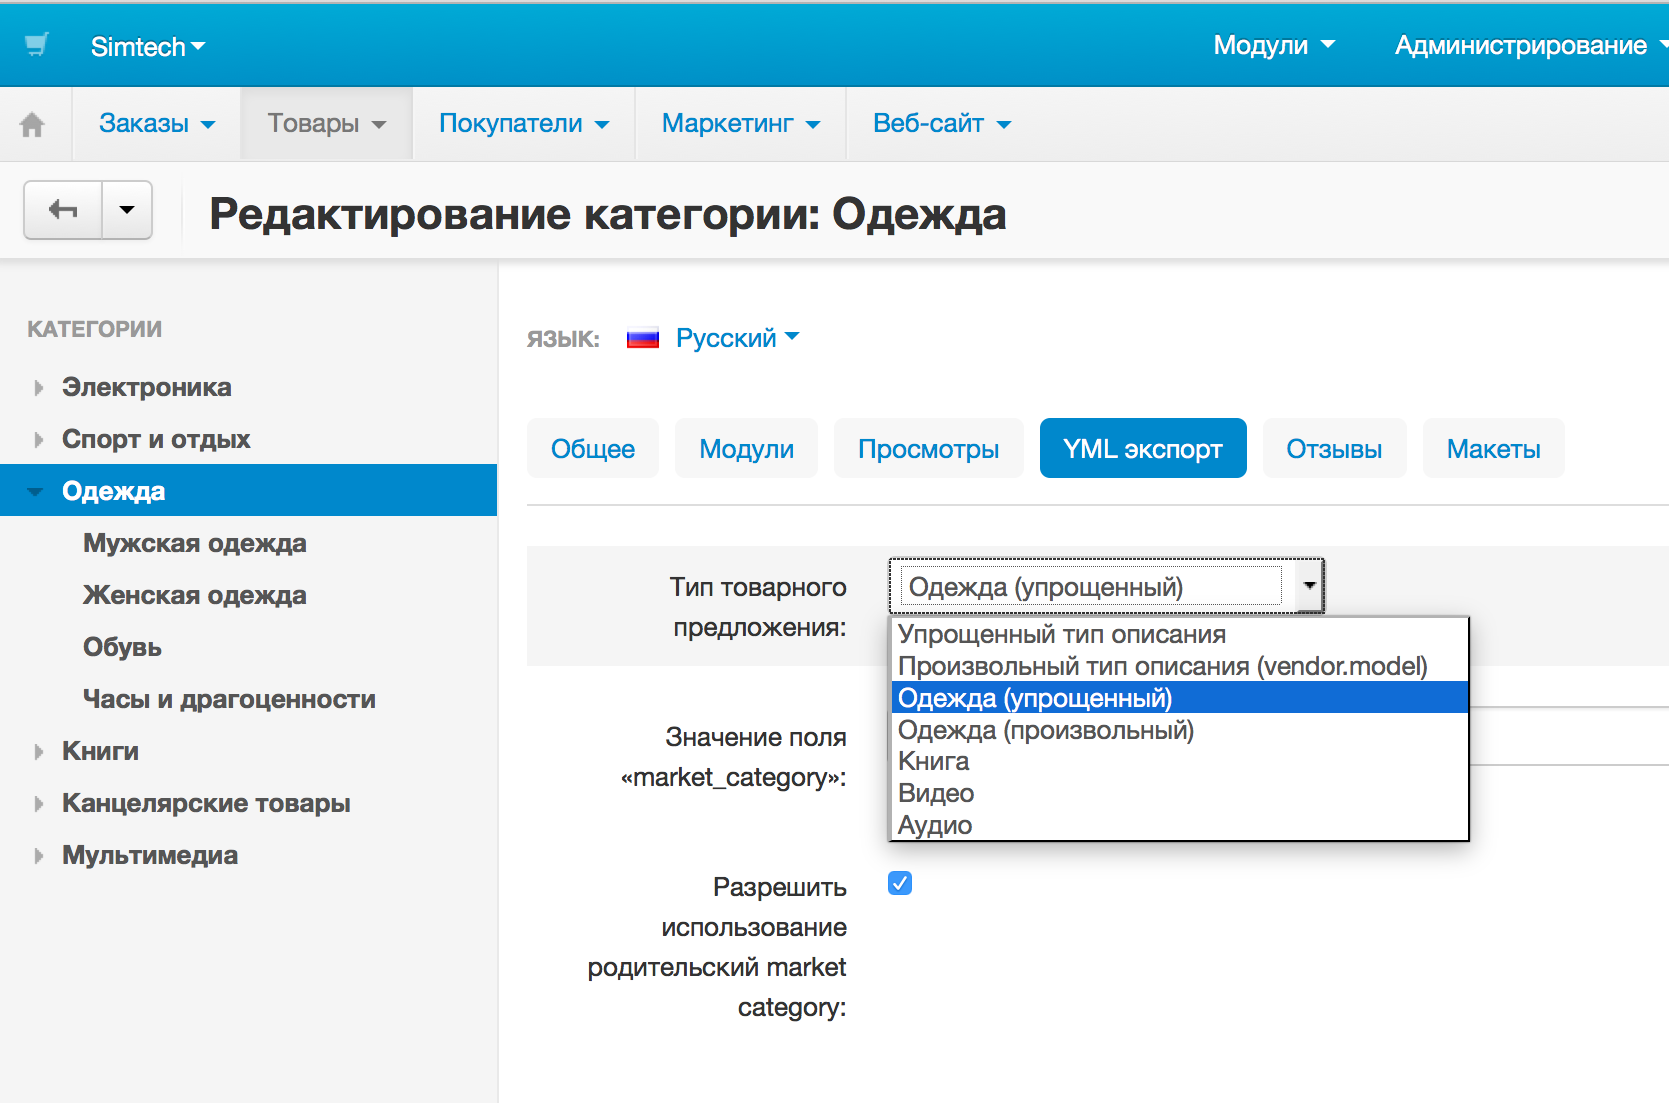 Simtech
Модули
Администрирование
Заказы
Товары
Покупатели
Маркетинг
Веб-сайт
Редактирование категории: Одежда
КАТЕГОРИИ
Электроника
Спорт и отдых
Одежда
Мужская одежда
Женская одежда
Обувь
Часы и драгоценности
Книги
Канцелярские товары
Мультимедиа
ЯЗЫК:
Русский
Общее
Модули
Просмотры
YML экспорт
Отзывы
Макеты
Тип товарного
предложения:
Одежда (упрощенный)
Упрощенный тип описания
Произвольный тип описания (vendor.model)
Одежда (упрощенный)
Одежда (произвольный)
Книга
Видео
Аудио
Значение поля
«market_category»:
Разрешить
использование
родительский market
category: